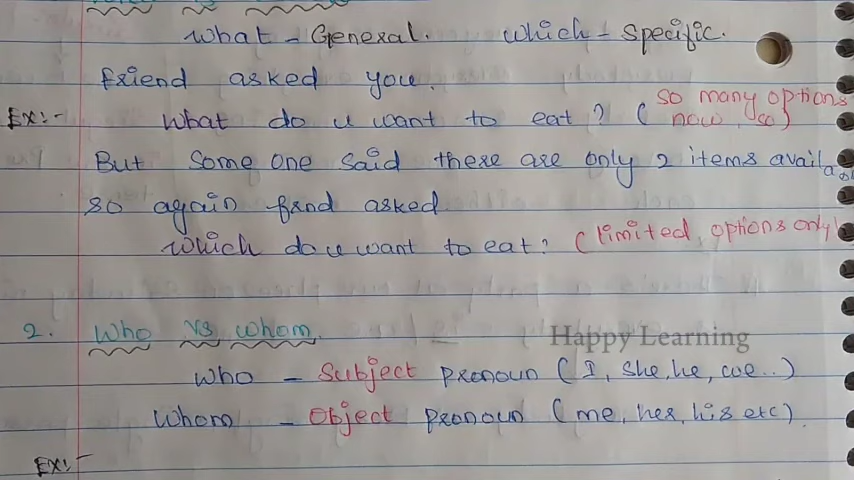 What - General. Which - Specific.
friend asked you.
Ex:- What do u want to eat? (so many options now, so)
But some one said there are only 2 items availab
so again frnd asked
Which do u want to eat? (limited options only)
2. Who Vs Whom.
Who - Subject pronoun (I, she, he, we..)
Whom - Object pronoun (me, her, his etc).
Happy Learning
Ex:-